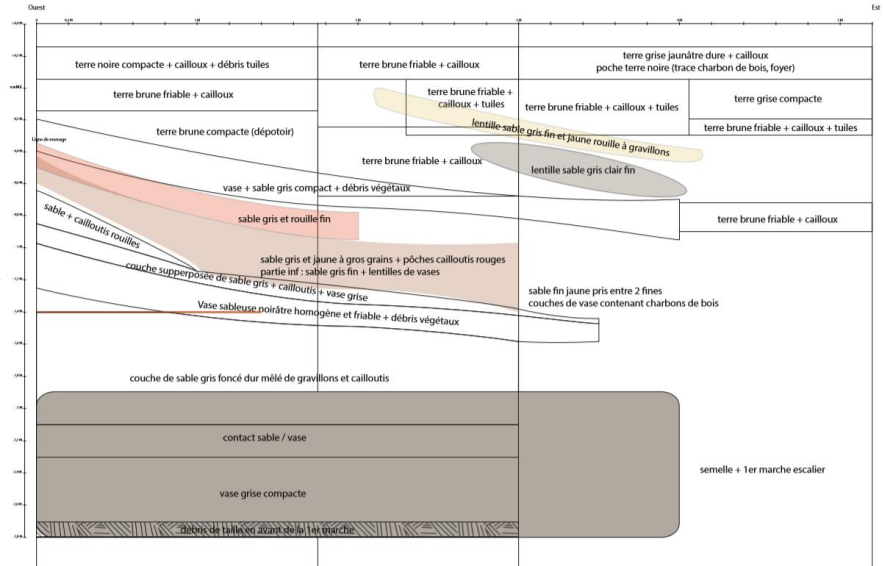 Ouest
Est
terre noire compacte + cailloux + débris tuiles
terre brune friable + cailloux
terre grise jaunâtre dure + cailloux
poche terre noire (trace charbon de bois, foyer)
terre brune friable + cailloux
terre brune friable +
cailloux + tuiles
terre brune friable + cailloux + tuiles
terre grise compacte
terre brune compacte (dépotoir)
lentille sable gris fin et jaune rouille à gravillons
terre brune friable + cailloux + tuiles
terre brune friable + cailloux
lentille sable gris clair fin
vase + sable gris compact + débris végétaux
sable + cailloutis rouilles
sable gris et rouille fin
terre brune friable + cailloux
sable gris et jaune à gros grains + pôches cailloutis rouges
partie inf : sable gris fin + lentilles de vases
couche supperposée de sable gris + cailloutis + vase grise
sable fin jaune pris entre 2 fines
couches de vase contenant charbons de bois
Vase sableuse noirâtre homogène et friable + débris végétaux
couche de sable gris foncé dur mêlé de gravillons et cailloutis
contact sable / vase
semelle + 1er marche escalier
vase grise compacte
débris de taille en avant de la 1er marche